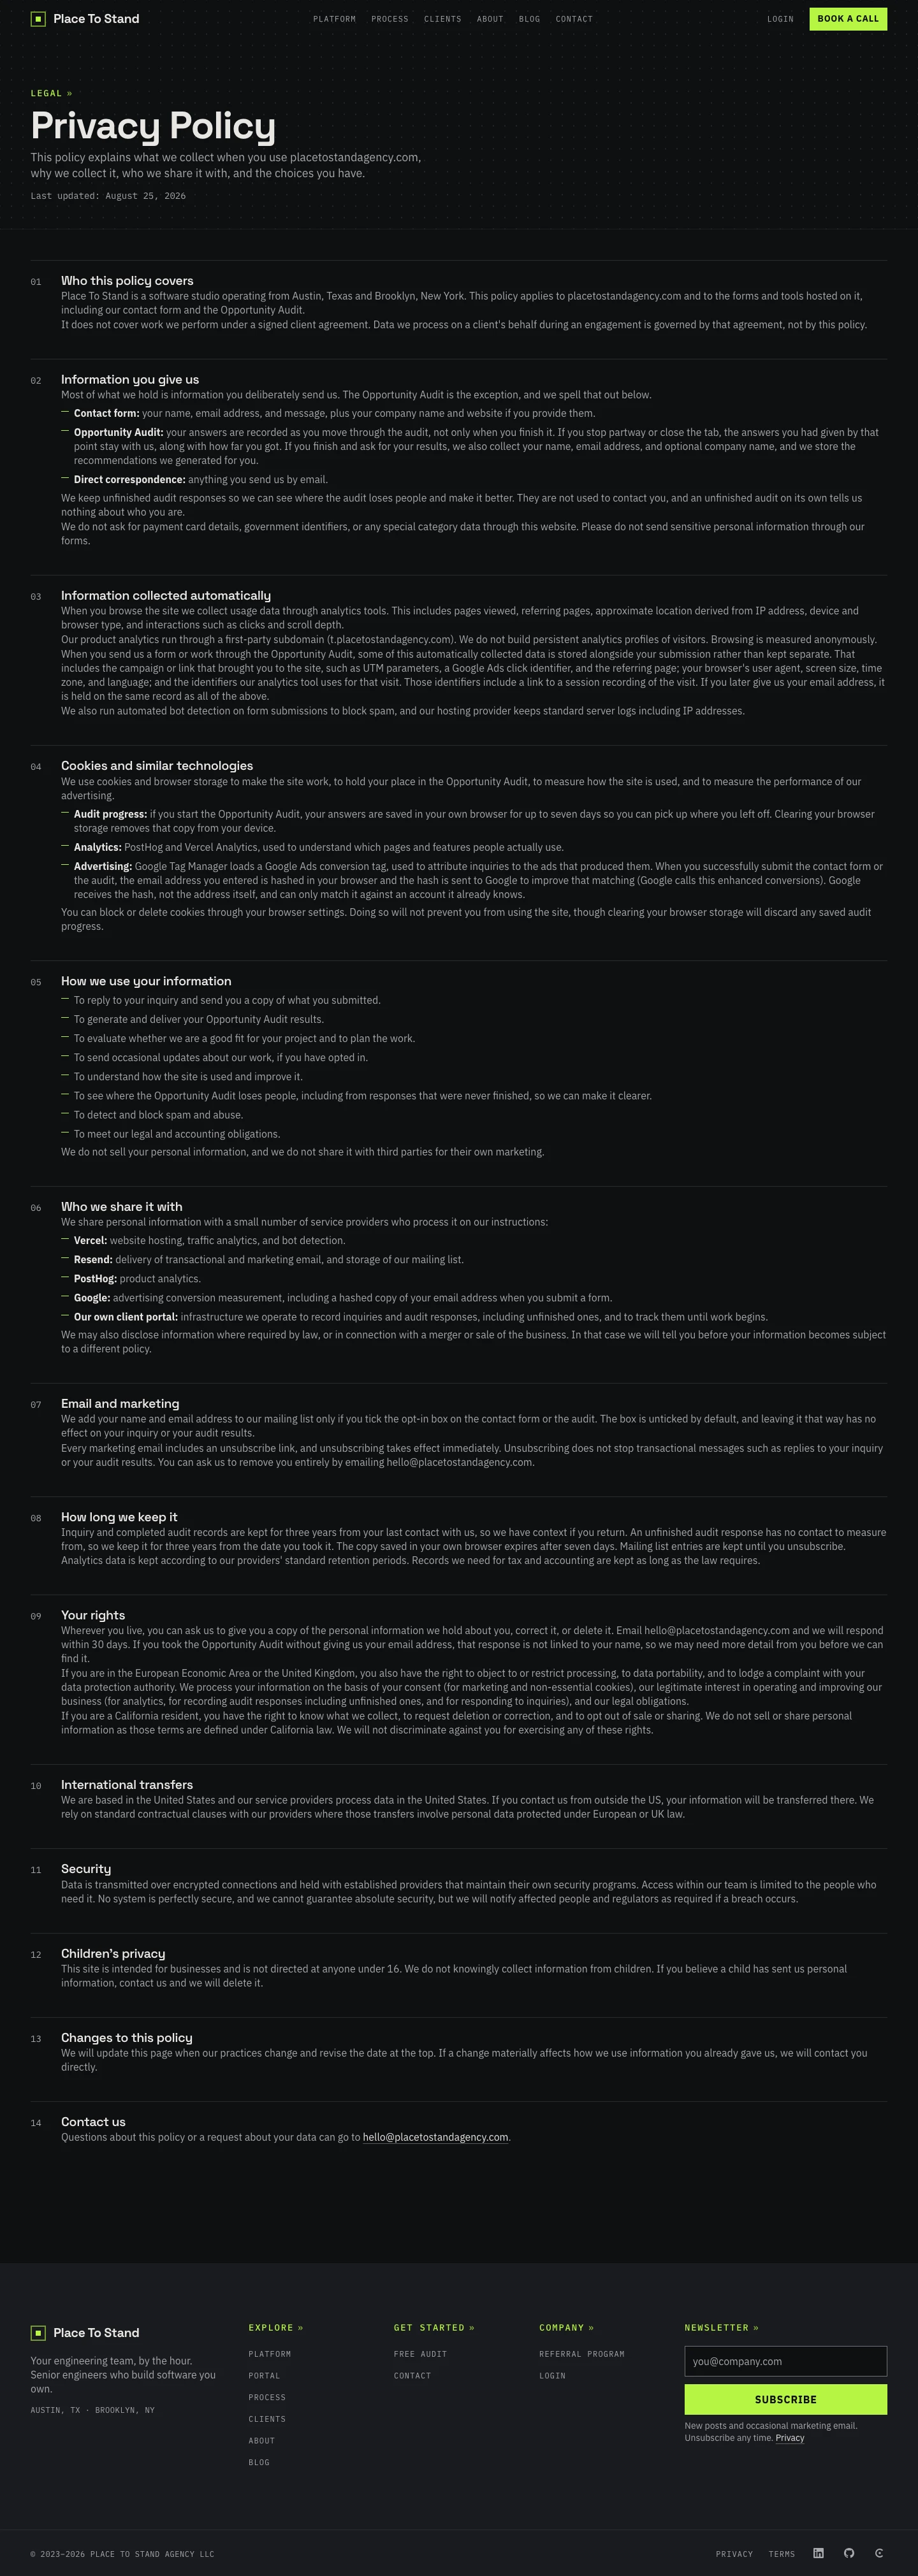 Place To Stand
PLATFORM PROCESS CLIENTS ABOUT BLOG CONTACT
LOGIN BOOK A CALL
LEGAL »
Privacy Policy
This policy explains what we collect when you use placetostandagency.com,
why we collect it, who we share it with, and the choices you have.
Last updated: August 25, 2026
01 Who this policy covers
Place To Stand is a software studio operating from Austin, Texas and Brooklyn, New York. This policy applies to placetostandagency.com and to the forms and tools hosted on it,
including our contact form and the Opportunity Audit.
It does not cover work we perform under a signed client agreement. Data we process on a client's behalf during an engagement is governed by that agreement, not by this policy.
02 Information you give us
Most of what we hold is information you deliberately send us. The Opportunity Audit is the exception, and we spell that out below.
— Contact form: your name, email address, and message, plus your company name and website if you provide them.
— Opportunity Audit: your answers are recorded as you move through the audit, not only when you finish it. If you stop partway or close the tab, the answers you had given by that
point stay with us, along with how far you got. If you finish and ask for your results, we also collect your name, email address, and optional company name, and we store the
recommendations we generated for you.
— Direct correspondence: anything you send us by email.
We keep unfinished audit responses so we can see where the audit loses people and make it better. They are not used to contact you, and an unfinished audit on its own tells us
nothing about who you are.
We do not ask for payment card details, government identifiers, or any special category data through this website. Please do not send sensitive personal information through our
forms.
03 Information collected automatically
When you browse the site we collect usage data through analytics tools. This includes pages viewed, referring pages, approximate location derived from IP address, device and
browser type, and interactions such as clicks and scroll depth.
Our product analytics run through a first-party subdomain (t.placetostandagency.com). We do not build persistent analytics profiles of visitors. Browsing is measured anonymously.
When you send us a form or work through the Opportunity Audit, some of this automatically collected data is stored alongside your submission rather than kept separate. That
includes the campaign or link that brought you to the site, such as UTM parameters, a Google Ads click identifier, and the referring page; your browser's user agent, screen size, time
zone, and language; and the identifiers our analytics tool uses for that visit. Those identifiers include a link to a session recording of the visit. If you later give us your email address, it
is held on the same record as all of the above.
We also run automated bot detection on form submissions to block spam, and our hosting provider keeps standard server logs including IP addresses.
04 Cookies and similar technologies
We use cookies and browser storage to make the site work, to hold your place in the Opportunity Audit, to measure how the site is used, and to measure the performance of our
advertising.
— Audit progress: if you start the Opportunity Audit, your answers are saved in your own browser for up to seven days so you can pick up where you left off. Clearing your browser
storage removes that copy from your device.
— Analytics: PostHog and Vercel Analytics, used to understand which pages and features people actually use.
— Advertising: Google Tag Manager loads a Google Ads conversion tag, used to attribute inquiries to the ads that produced them. When you successfully submit the contact form or
the audit, the email address you entered is hashed in your browser and the hash is sent to Google to improve that matching (Google calls this enhanced conversions). Google
receives the hash, not the address itself, and can only match it against an account it already knows.
You can block or delete cookies through your browser settings. Doing so will not prevent you from using the site, though clearing your browser storage will discard any saved audit
progress.
05 How we use your information
— To reply to your inquiry and send you a copy of what you submitted.
— To generate and deliver your Opportunity Audit results.
— To evaluate whether we are a good fit for your project and to plan the work.
— To send occasional updates about our work, if you have opted in.
— To understand how the site is used and improve it.
— To see where the Opportunity Audit loses people, including from responses that were never finished, so we can make it clearer.
— To detect and block spam and abuse.
— To meet our legal and accounting obligations.
We do not sell your personal information, and we do not share it with third parties for their own marketing.
06 Who we share it with
We share personal information with a small number of service providers who process it on our instructions:
— Vercel: website hosting, traffic analytics, and bot detection.
— Resend: delivery of transactional and marketing email, and storage of our mailing list.
— PostHog: product analytics.
— Google: advertising conversion measurement, including a hashed copy of your email address when you submit a form.
— Our own client portal: infrastructure we operate to record inquiries and audit responses, including unfinished ones, and to track them until work begins.
We may also disclose information where required by law, or in connection with a merger or sale of the business. In that case we will tell you before your information becomes subject
to a different policy.
07 Email and marketing
We add your name and email address to our mailing list only if you tick the opt-in box on the contact form or the audit. The box is unticked by default, and leaving it that way has no
effect on your inquiry or your audit results.
Every marketing email includes an unsubscribe link, and unsubscribing takes effect immediately. Unsubscribing does not stop transactional messages such as replies to your inquiry
or your audit results. You can ask us to remove you entirely by emailing hello@placetostandagency.com.
08 How long we keep it
Inquiry and completed audit records are kept for three years from your last contact with us, so we have context if you return. An unfinished audit response has no contact to measure
from, so we keep it for three years from the date you took it. The copy saved in your own browser expires after seven days. Mailing list entries are kept until you unsubscribe.
Analytics data is kept according to our providers' standard retention periods. Records we need for tax and accounting are kept as long as the law requires.
09 Your rights
Wherever you live, you can ask us to give you a copy of the personal information we hold about you, correct it, or delete it. Email hello@placetostandagency.com and we will respond
within 30 days. If you took the Opportunity Audit without giving us your email address, that response is not linked to your name, so we may need more detail from you before we can
find it.
If you are in the European Economic Area or the United Kingdom, you also have the right to object to or restrict processing, to data portability, and to lodge a complaint with your
data protection authority. We process your information on the basis of your consent (for marketing and non-essential cookies), our legitimate interest in operating and improving our
business (for analytics, for recording audit responses including unfinished ones, and for responding to inquiries), and our legal obligations.
If you are a California resident, you have the right to know what we collect, to request deletion or correction, and to opt out of sale or sharing. We do not sell or share personal
information as those terms are defined under California law. We will not discriminate against you for exercising any of these rights.
10 International transfers
We are based in the United States and our service providers process data in the United States. If you contact us from outside the US, your information will be transferred there. We
rely on standard contractual clauses with our providers where those transfers involve personal data protected under European or UK law.
11 Security
Data is transmitted over encrypted connections and held with established providers that maintain their own security programs. Access within our team is limited to the people who
need it. No system is perfectly secure, and we cannot guarantee absolute security, but we will notify affected people and regulators as required if a breach occurs.
12 Children's privacy
This site is intended for businesses and is not directed at anyone under 16. We do not knowingly collect information from children. If you believe a child has sent us personal
information, contact us and we will delete it.
13 Changes to this policy
We will update this page when our practices change and revise the date at the top. If a change materially affects how we use information you already gave us, we will contact you
directly.
14 Contact us
Questions about this policy or a request about your data can go to hello@placetostandagency.com.
Place To Stand
Your engineering team, by the hour.
Senior engineers who build software you
own.
AUSTIN, TX · BROOKLYN, NY
EXPLORE »
PLATFORM
PORTAL
PROCESS
CLIENTS
ABOUT
BLOG
GET STARTED »
FREE AUDIT
CONTACT
COMPANY »
REFERRAL PROGRAM
LOGIN
NEWSLETTER »
you@company.com
SUBSCRIBE
New posts and occasional marketing email.
Unsubscribe any time. Privacy
© 2023–2026 PLACE TO STAND AGENCY LLC
PRIVACY TERMS